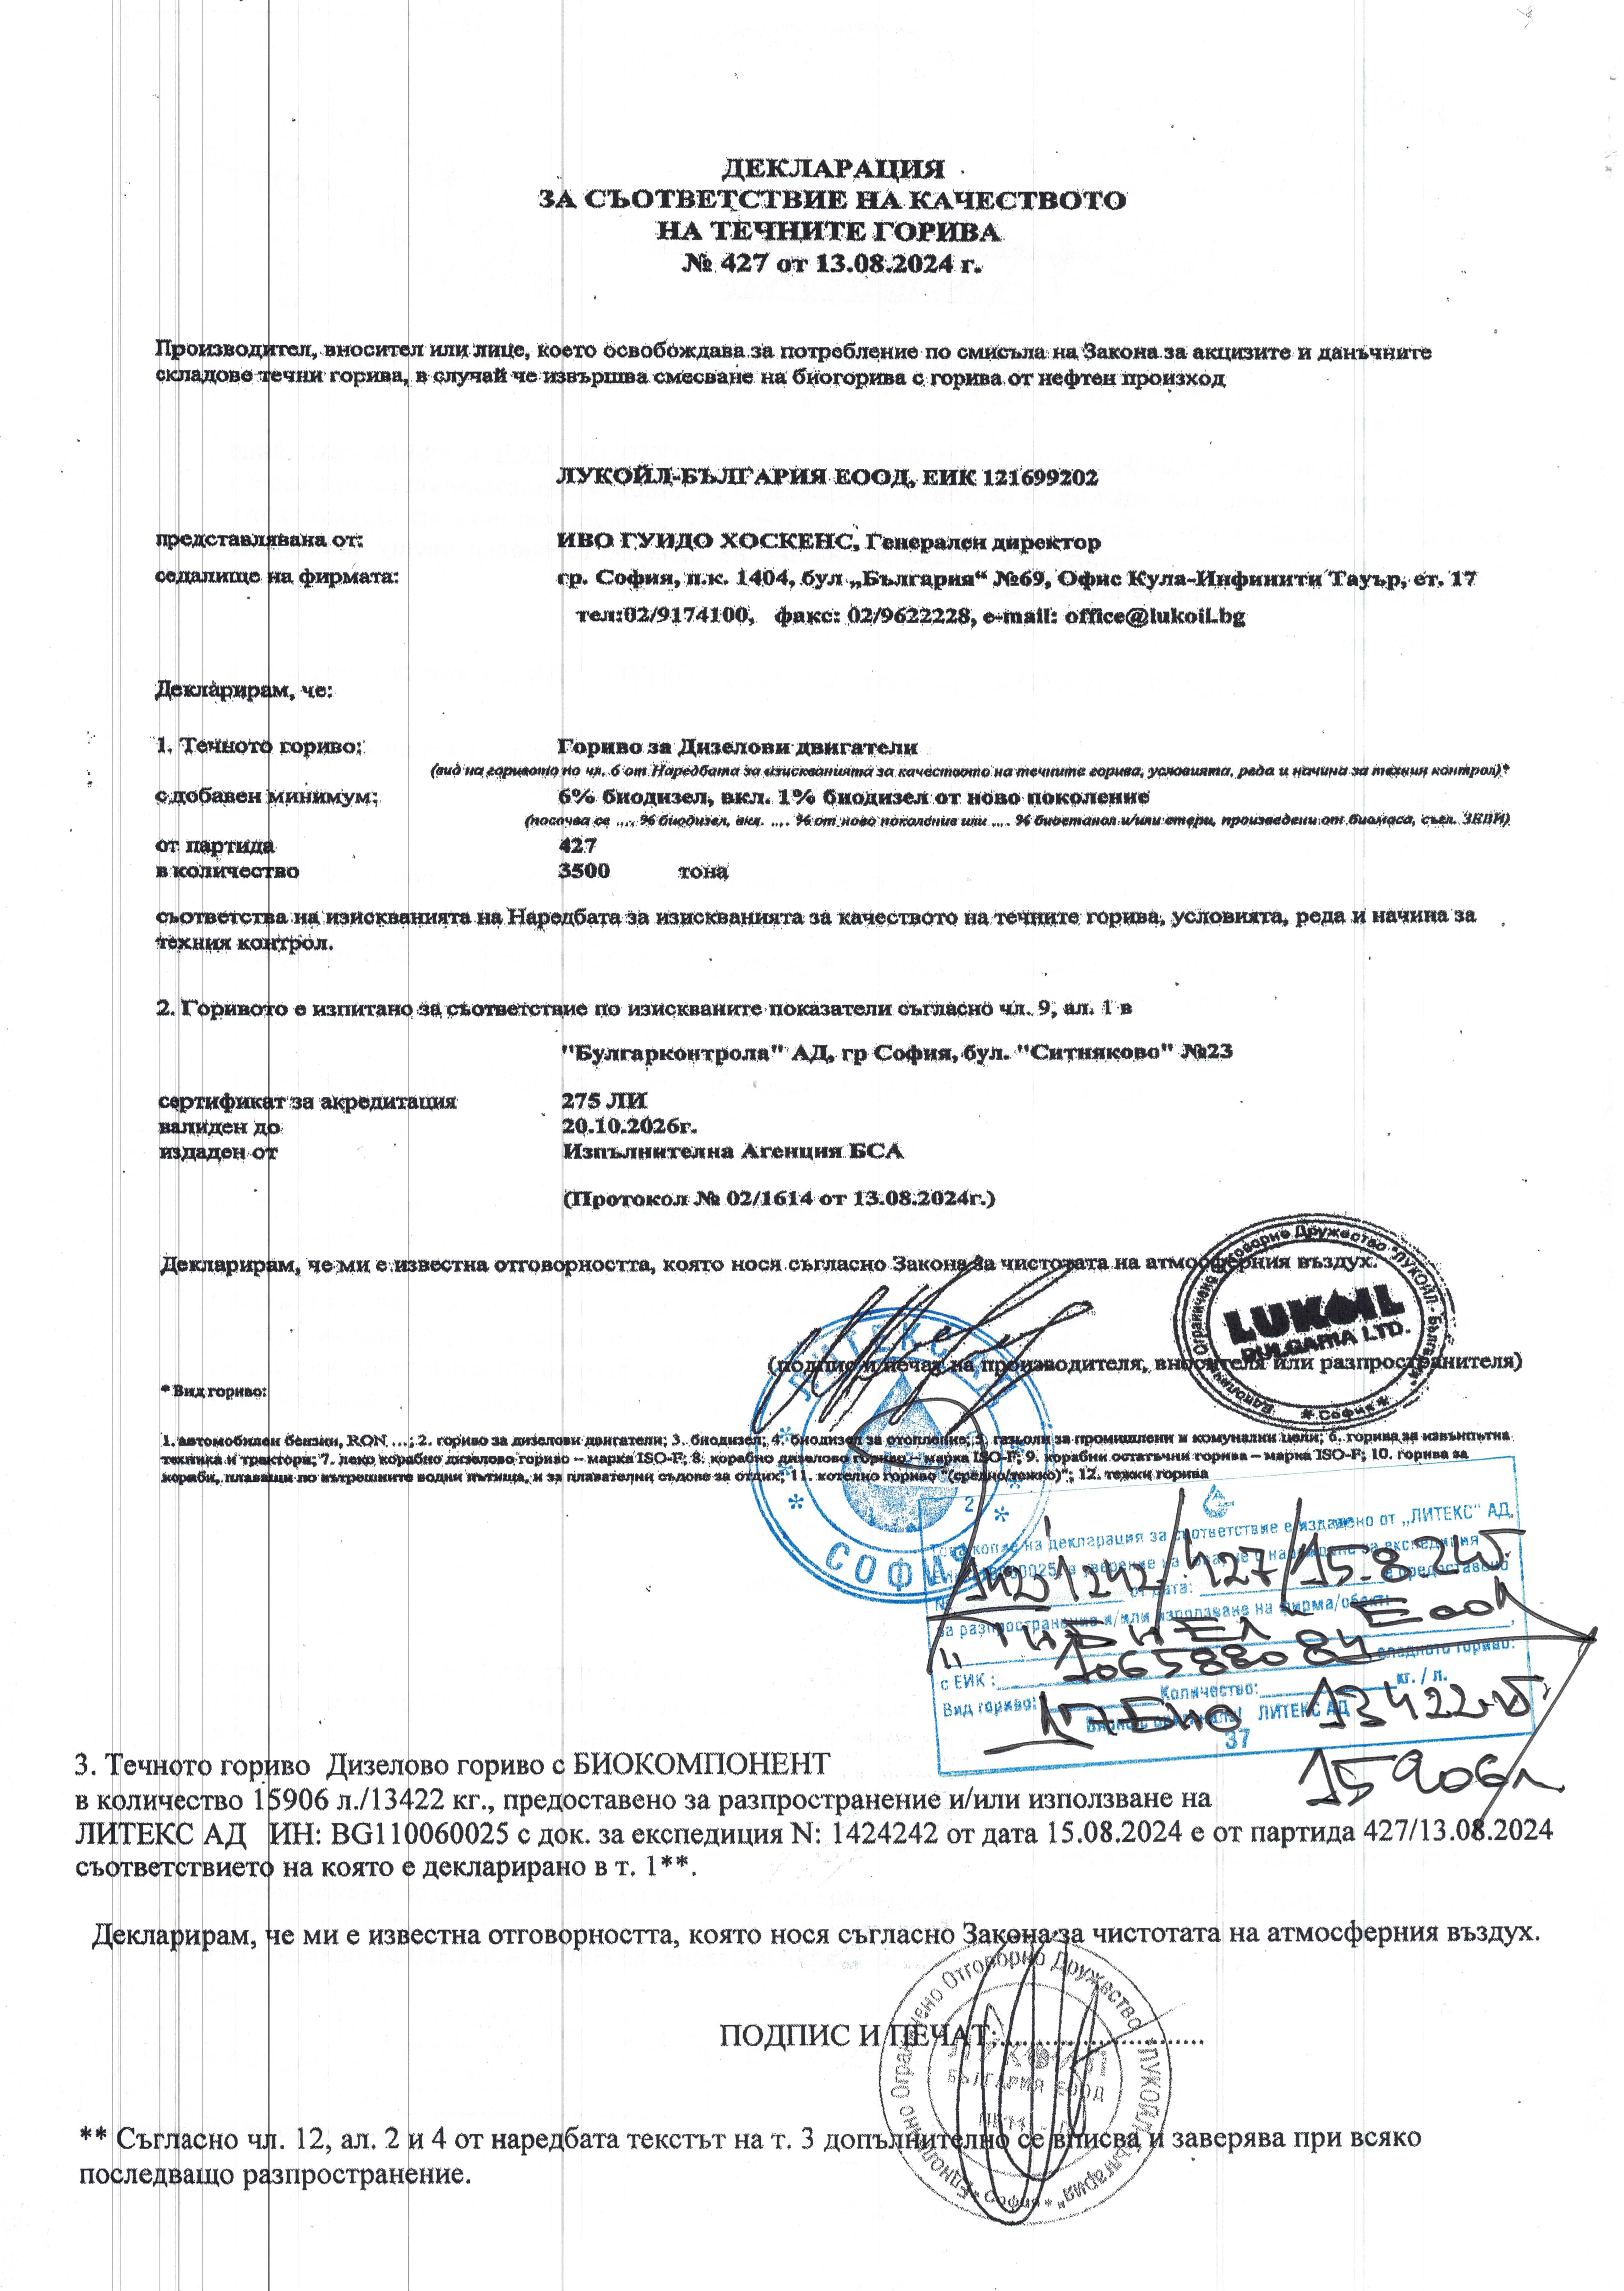 ДЕКЛАРАЦИЯ
ЗА СЪОТВЕТСТВИЕ НА КАЧЕСТВОТО
НА ТЕЧНИТЕ ГОРИВА
№ 427 от 13.08.2024 г.
Производител, вносител или лице, което освобождава за потребление по смисъла на Закона за акцизите и данъчните
складове течни горива, в случай че извършва смесване на биогорива с горива от нефтен произход
ЛУКОЙЛ-БЪЛГАРИЯ ЕООД, ЕИК 121699202
представлявана от: ИВО ГУИДО ХОСКЕНС, Генерален директор
седалище на фирмата: гр. София, п.к. 1404, бул „България“ №69, Офис Кула-Инфинити Тауър, ет. 17
тел:02/9174100, факс: 02/9622228, e-mail: office@lukoil.bg
Декларирам, че:
1. Течното гориво: Гориво за Дизелови двигатели
(вид на горивото по чл. 6 от Наредбата за изискванията за качеството на течните горива, условията, реда и начина за техния контрол)*
с добавен минимум: 6% биодизел, вкл. 1% биодизел от ново поколение
(посочва се .... % биодизел, вкл. .... % от ново поколение или .... % биоетанол и/или етери, произведени от биомаса, съгл. ЗЕВИ)
от партида 427
в количество 3500 тона
съответства на изискванията на Наредбата за изискванията за качеството на течните горива, условията, реда и начина за
техния контрол.
2. Горивото е изпитано за съответствие по изискваните показатели съгласно чл. 9, ал. 1 в
"Булгарконтрола" АД, гр София, бул. "Ситняково" №23
сертификат за акредитация 275 ЛИ
валиден до 20.10.2026г.
издаден от Изпълнителна Агенция БСА
(Протокол № 02/1614 от 13.08.2024г.)
Декларирам, че ми е известна отговорността, която нося съгласно Закона за чистотата на атмосферния въздух.
Еднолично Ограничено Отговорно Дружество "ЛУКОЙЛ - България"
LUKOIL
BULGARIA LTD.
* София *
(подпис и печат на производителя, вносителя или разпространителя)
ЛИТЕКС АД
СОФИЯ
2
* Вид гориво:
1. автомобилен бензин, RON ...; 2. гориво за дизелови двигатели; 3. биодизел; 4. биодизел за отопление; 5. газьоли за промишлени и комунални цели; 6. горива за извънпътна
техника и трактори; 7. леко корабно дизелово гориво – марка ISO-F; 8. корабно дизелово гориво – марка ISO-F; 9. корабни остатъчни горива – марка ISO-F; 10. горива за
кораби, плаващи по вътрешните водни пътища, и за плавателни съдове за отдих; 11. котелно гориво "(средно/тежко)"; 12. тежки горива
Това копие на декларация за съответствие е издадено от „ЛИТЕКС“ АД,
427/15.8.24г
№ от дата: предоставено
за разпространение и/или използване на фирма/обект:
ЕООД
с ЕИК : 106588084 следното гориво:
Вид гориво: Количество: кг. / л.
13422
ЛИТЕКС АД
37
15906л
3. Течното гориво Дизелово гориво с БИОКОМПОНЕНТ
в количество 15906 л./13422 кг., предоставено за разпространение и/или използване на
ЛИТЕКС АД ИН: BG110060025 с док. за експедиция N: 1424242 от дата 15.08.2024 е от партида 427/13.08.2024
съответствието на която е декларирано в т. 1**.
Декларирам, че ми е известна отговорността, която нося съгласно Закона за чистотата на атмосферния въздух.
ПОДПИС И ПЕЧАТ:............................
Еднолично Ограничено Отговорно Дружество "ЛУКОЙЛ - България"
ЛУКОЙЛ
БЪЛГАРИЯ ЕООД
* София *
** Съгласно чл. 12, ал. 2 и 4 от наредбата текстът на т. 3 допълнително се вписва и заверява при всяко
последващо разпространение.